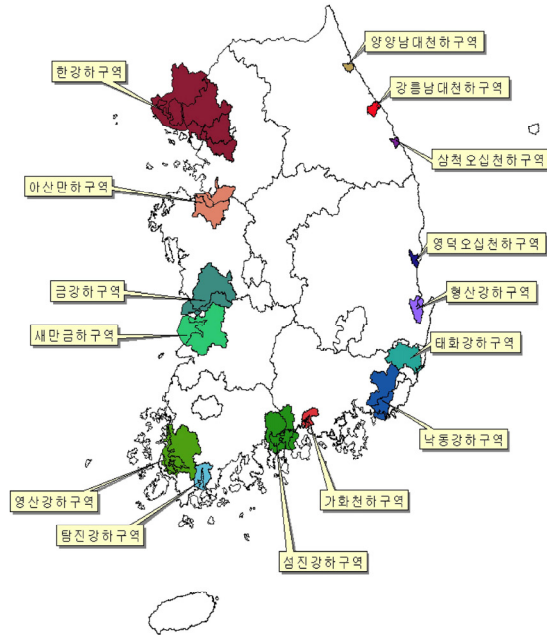 양양남대천하구역
한강하구역
강릉남대천하구역
삼척오십천하구역
아산만하구역
영덕오십천하구역
금강하구역
형산강하구역
새만금하구역
태화강하구역
낙동강하구역
영산강하구역
가화천하구역
탐진강하구역
섬진강하구역